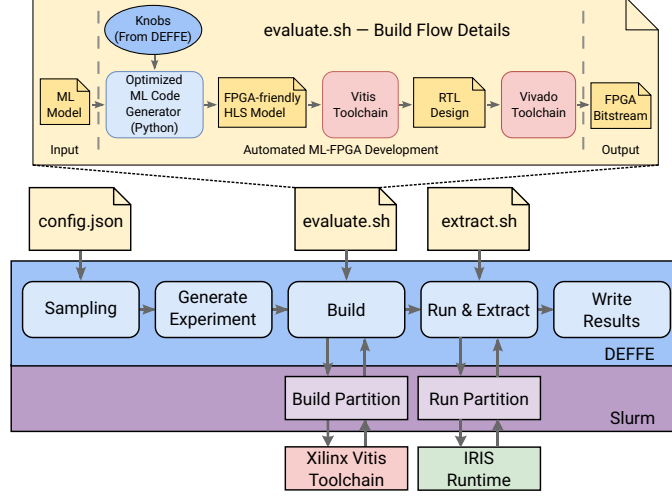 Knobs
(From DEFFE)
evaluate.sh — Build Flow Details
ML
Model
Optimized
ML Code
Generator
(Python)
FPGA-friendly
HLS Model
Vitis
Toolchain
RTL
Design
Vivado
Toolchain
FPGA
Bitstream
Input
Automated ML-FPGA Development
Output
config.json
evaluate.sh
extract.sh
Sampling
Generate
Experiment
Build
Run & Extract
Write
Results
DEFFE
Build Partition
Run Partition
Slurm
Xilinx Vitis
Toolchain
IRIS
Runtime